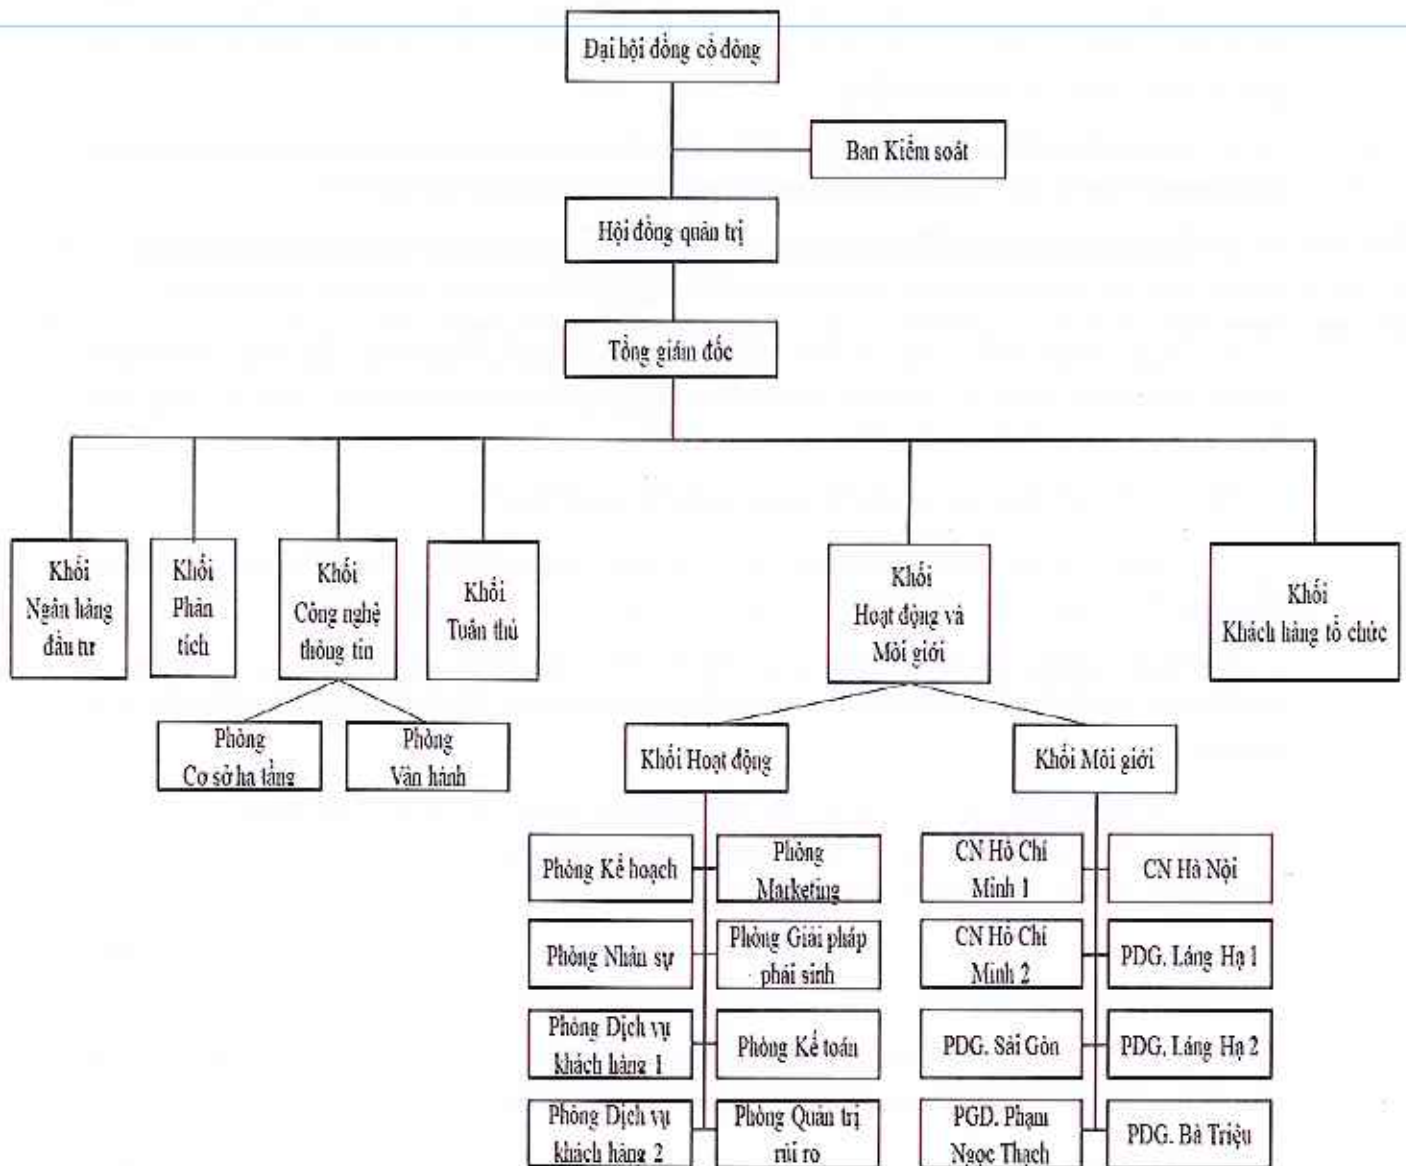 Đại hội đồng cổ đông
Ban Kiểm soát
Hội đồng quản trị
Tổng giám đốc
Khối
Ngân hàng
đầu tư
Khối
Phân
tích
Khối
Công nghệ
thông tin
Khối
Tuân thủ
Khối
Hoạt động và
Môi giới
Khối
Khách hàng tổ chức
Phòng
Cơ sở hạ tầng
Phòng
Vận hành
Khối Hoạt động
Khối Môi giới
Phòng Kế hoạch
Phòng
Marketing
CN Hồ Chí
Minh 1
CN Hà Nội
Phòng Nhân sự
Phòng Giải pháp
phái sinh
CN Hồ Chí
Minh 2
PDG. Láng Hạ 1
Phòng Dịch vụ
khách hàng 1
Phòng Kế toán
PDG. Sài Gòn
PDG. Láng Hạ 2
Phòng Dịch vụ
khách hàng 2
Phòng Quản trị
rủi ro
PGD. Phạm
Ngọc Thạch
PDG. Bà Triệu